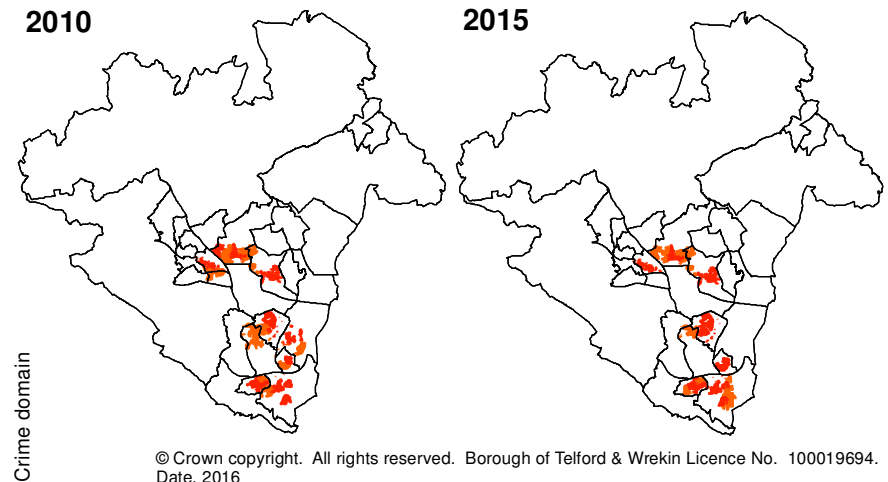 2010
2015
Crime domain
© Crown copyright.  All rights reserved.  Borough of Telford & Wrekin Licence No.  100019694.
Date. 2016